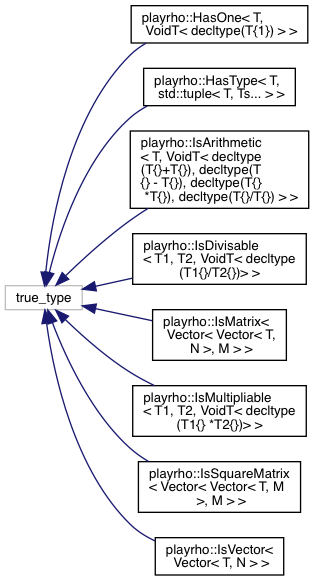 playrho::HasOne< T,
VoidT< decltype(T{1}) > >
playrho::HasType< T,
std::tuple< T, Ts... > >
playrho::IsArithmetic
< T, VoidT< decltype
(T{}+T{}), decltype(T
{} - T{}), decltype(T{}
*T{}), decltype(T{}/T{}) > >
playrho::IsDivisable
< T1, T2, VoidT< decltype
(T1{}/T2{})> >
true_type
playrho::IsMatrix<
Vector< Vector< T,
N >, M > >
playrho::IsMultipliable
< T1, T2, VoidT< decltype
(T1{} *T2{})> >
playrho::IsSquareMatrix
< Vector< Vector< T, M
>, M > >
playrho::IsVector<
Vector< T, N > >